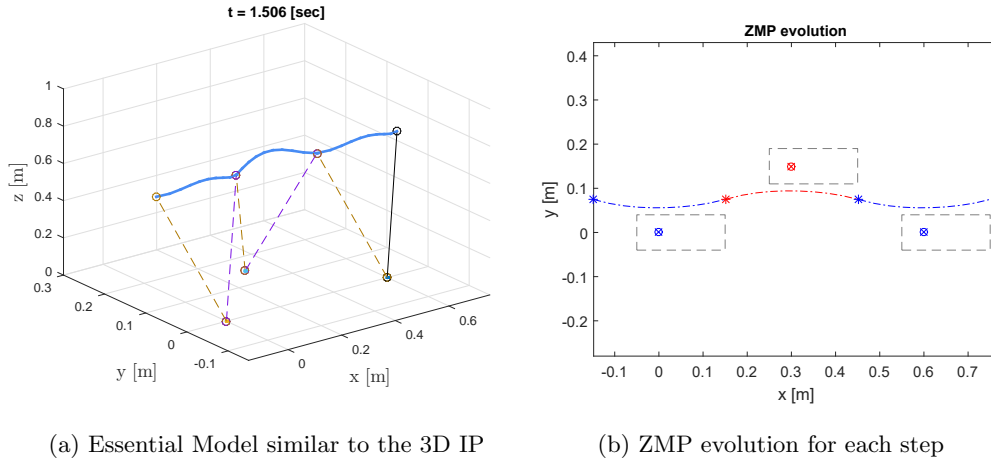 t = 1.506 [sec]
1
0.8
0.6
0.4
0.2
0
z [m]
0.3
0.2
0.1
0
-0.1
y [m]
0
0.2
0.4
0.6
x [m]
(a) Essential Model similar to the 3D IP
ZMP evolution
0.4
0.3
0.2
0.1
0
-0.1
-0.2
y [m]
-0.1 0 0.1 0.2 0.3 0.4 0.5 0.6 0.7
x [m]
(b) ZMP evolution for each step